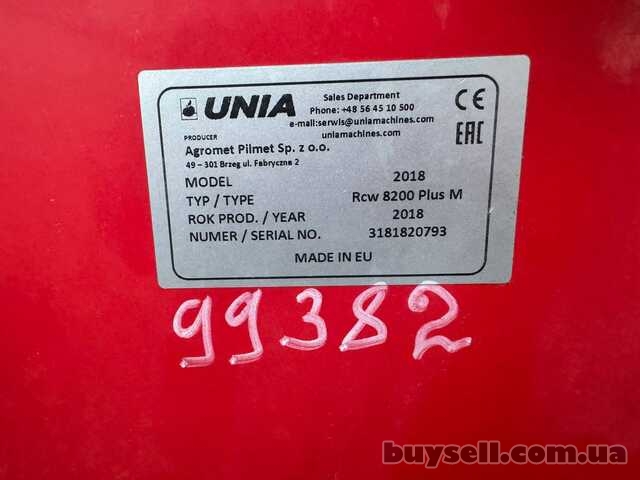 UNIA
Sales Department
Phone: +48 56 45 10 500
e-mail:serwis@uniamachines.com
uniamachines.com
CE
EAC
PRODUCER
Agromet Pilmet Sp. z o.o.
49 – 301 Brzeg ul. Fabryczna 2
MODEL 2018
TYP / TYPE Rcw 8200 Plus M
ROK PROD. / YEAR 2018
NUMER / SERIAL NO. 3181820793
MADE IN EU
99382
buysell.com.ua